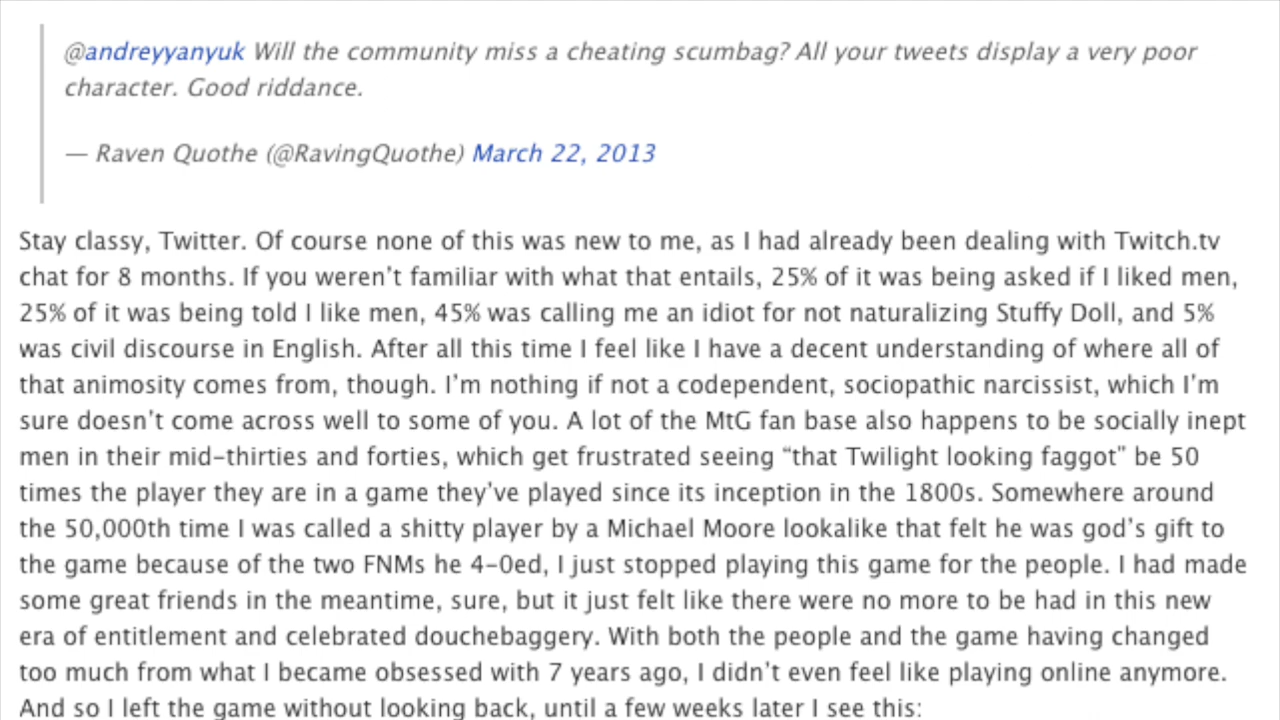 @andreyyanyuk Will the community miss a cheating scumbag? All your tweets display a very poor
character. Good riddance.
— Raven Quothe (@RavingQuothe) March 22, 2013
Stay classy, Twitter. Of course none of this was new to me, as I had already been dealing with Twitch.tv
chat for 8 months. If you weren't familiar with what that entails, 25% of it was being asked if I liked men,
25% of it was being told I like men, 45% was calling me an idiot for not naturalizing Stuffy Doll, and 5%
was civil discourse in English. After all this time I feel like I have a decent understanding of where all of
that animosity comes from, though. I'm nothing if not a codependent, sociopathic narcissist, which I'm
sure doesn't come across well to some of you. A lot of the MtG fan base also happens to be socially inept
men in their mid-thirties and forties, which get frustrated seeing “that Twilight looking faggot” be 50
times the player they are in a game they've played since its inception in the 1800s. Somewhere around
the 50,000th time I was called a shitty player by a Michael Moore lookalike that felt he was god's gift to
the game because of the two FNMs he 4-0ed, I just stopped playing this game for the people. I had made
some great friends in the meantime, sure, but it just felt like there were no more to be had in this new
era of entitlement and celebrated douchebaggery. With both the people and the game having changed
too much from what I became obsessed with 7 years ago, I didn't even feel like playing online anymore.
And so I left the game without looking back, until a few weeks later I see this: